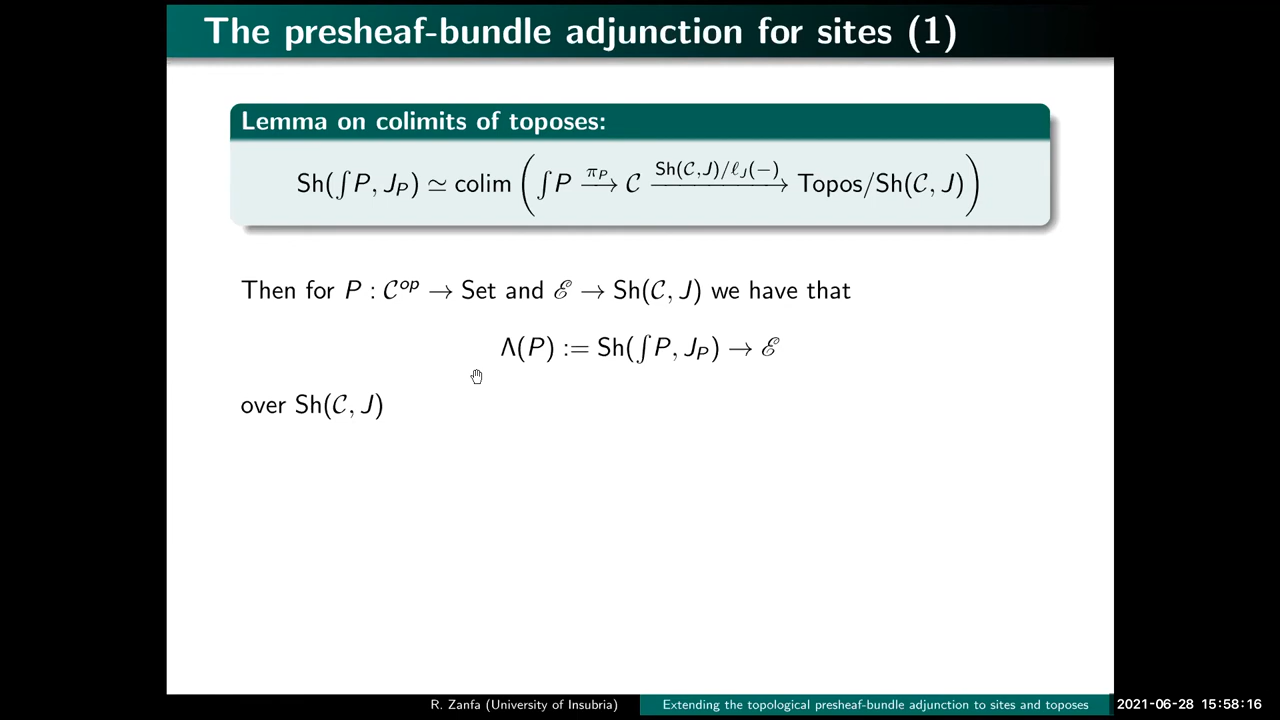 The presheaf-bundle adjunction for sites (1)
Lemma on colimits of toposes:
Sh(∫P, J_P) ≃ colim (∫P —π_P→ 𝒞 —Sh(𝒞,J)/ℓ_J(−)→ Topos/Sh(𝒞, J))
Then for P : 𝒞^op → Set and ℰ → Sh(𝒞, J) we have that
Λ(P) := Sh(∫P, J_P) → ℰ
over Sh(𝒞, J)
R. Zanfa (University of Insubria) Extending the topological presheaf-bundle adjunction to sites and toposes 2021-06-28 15:58:16